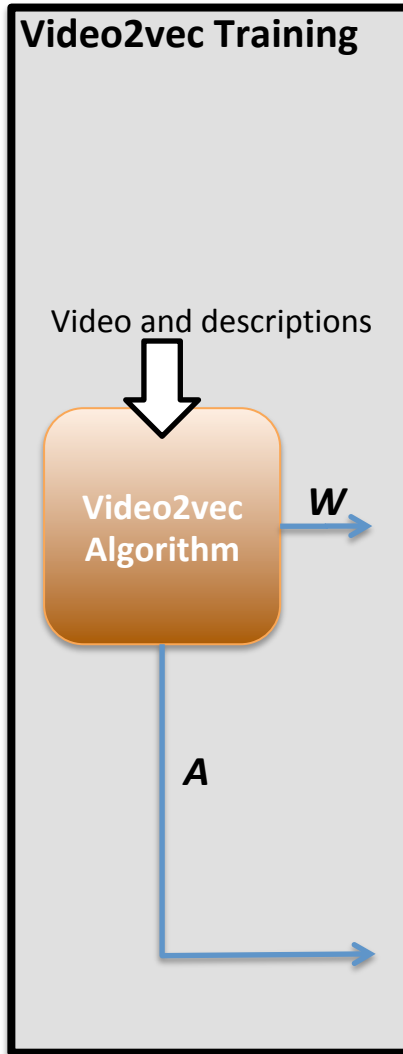 Video2vec Training
Video and descriptions
Video2vec
Algorithm
W
A